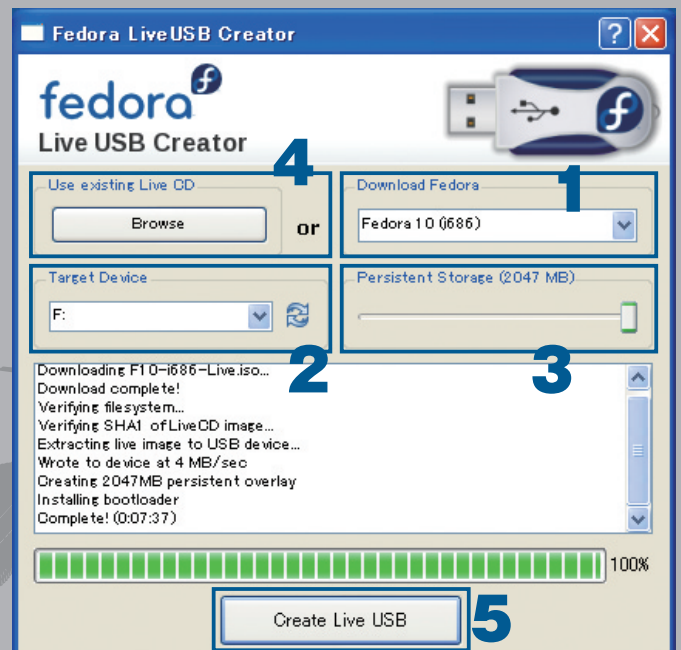 Fedora LiveUSB Creator
fedora
Live USB Creator
4
1
Use existing Live CD
Browse
or
Download Fedora
Fedora 10 (i686)
Target Device
F:
2
Persistent Storage (2047 MB)
3
Downloading F10-i686-Live.iso...
Download complete!
Verifying filesystem...
Verifying SHA1 of LiveCD image...
Extracting live image to USB device...
Wrote to device at 4 MB/sec
Creating 2047MB persistent overlay
Installing bootloader
Complete! (0:07:37)
100%
Create Live USB
5